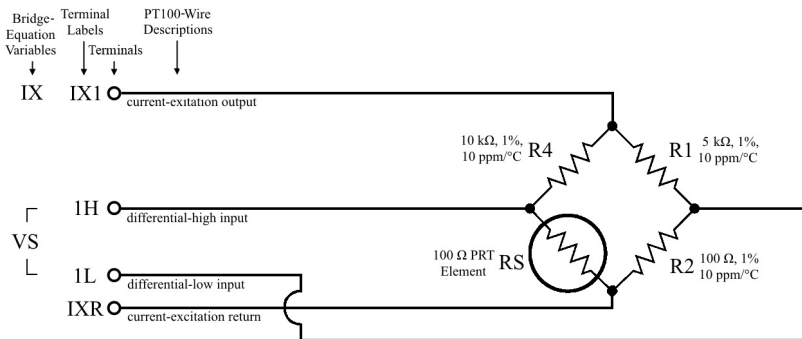 Bridge-
Equation
Variables
Terminal
Labels
Terminals
PT100-Wire
Descriptions
IX
IX1
current-exitation output
10 kΩ, 1%,
10 ppm/°C
R4
R1
5 kΩ, 1%,
10 ppm/°C
1H
differential-high input
VS
100 Ω PRT
Element
RS
R2
100 Ω, 1%
10 ppm/°C
1L
differential-low input
IXR
current-excitation return